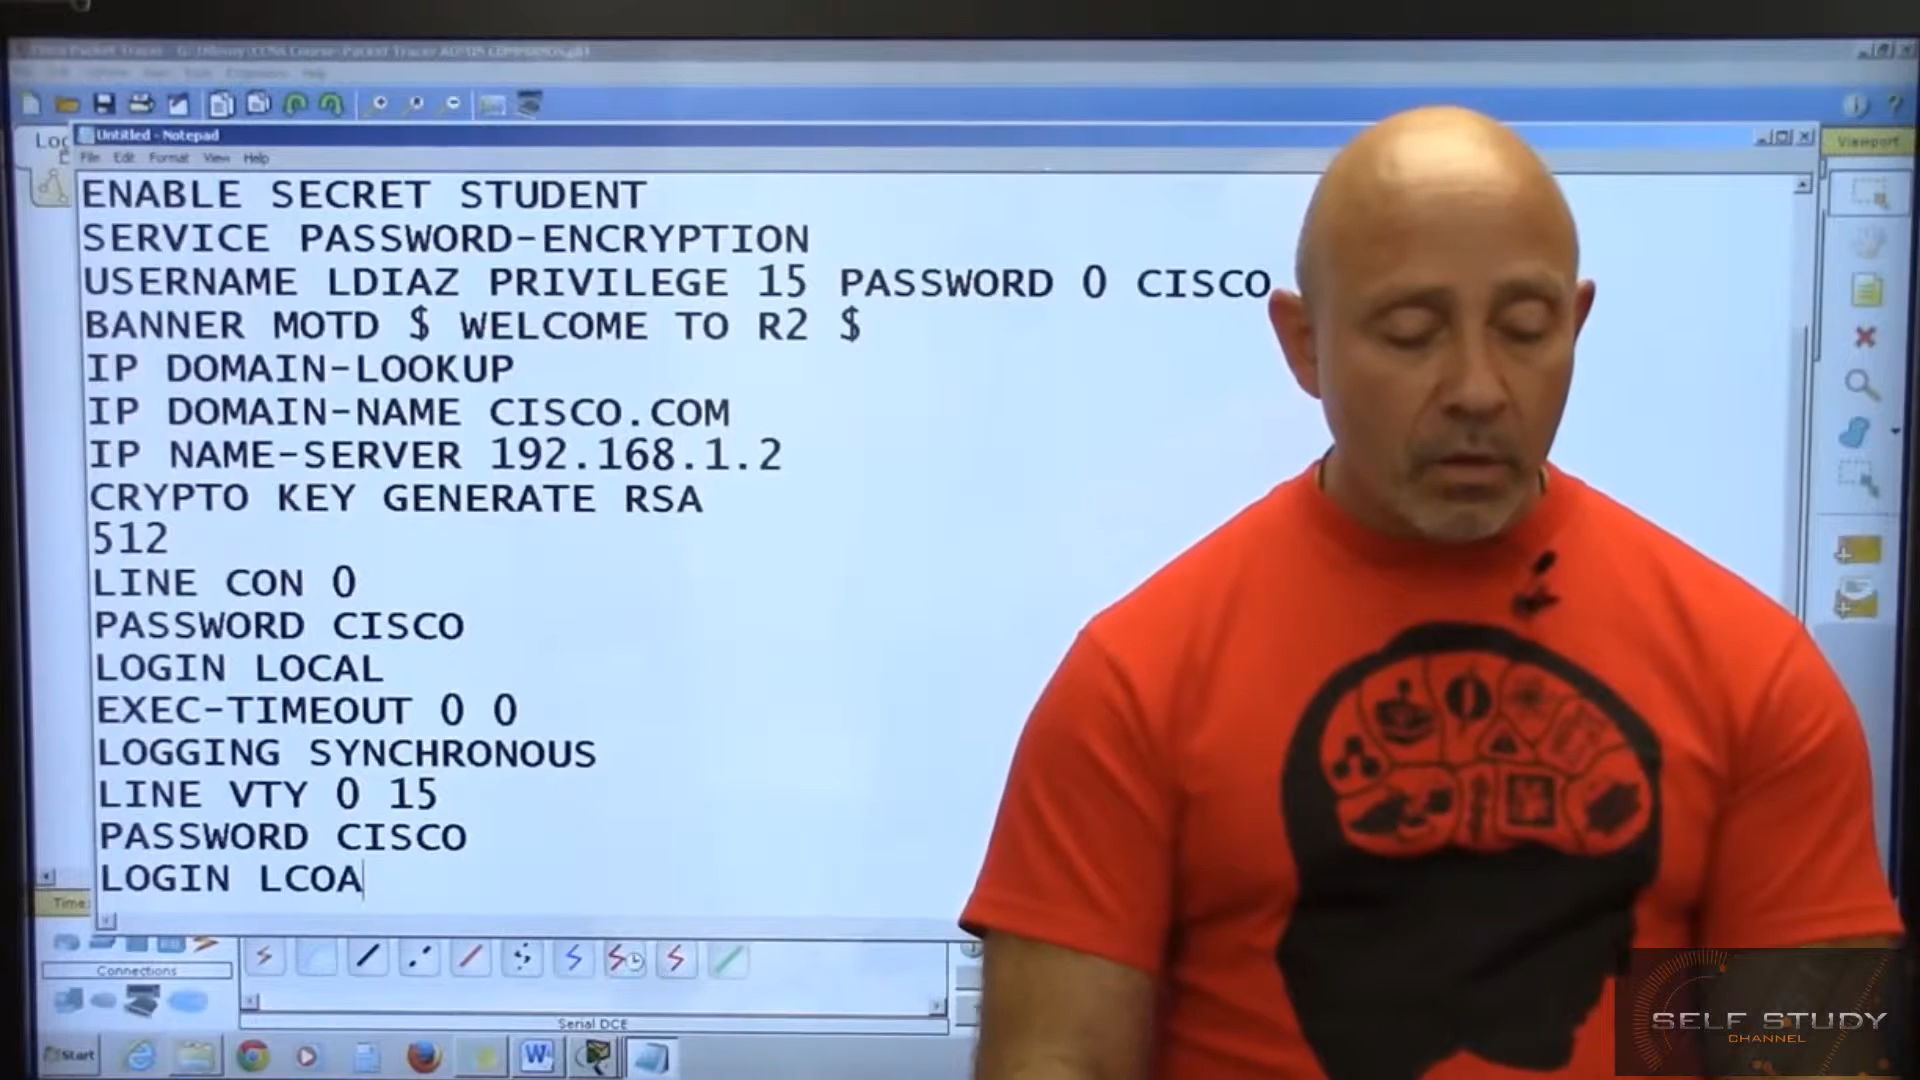 Untitled - Notepad
File Edit Format View Help
Viewport
ENABLE SECRET STUDENT
SERVICE PASSWORD-ENCRYPTION
USERNAME LDIAZ PRIVILEGE 15 PASSWORD 0 CISCO
BANNER MOTD $ WELCOME TO R2 $
IP DOMAIN-LOOKUP
IP DOMAIN-NAME CISCO.COM
IP NAME-SERVER 192.168.1.2
CRYPTO KEY GENERATE RSA
512
LINE CON 0
PASSWORD CISCO
LOGIN LOCAL
EXEC-TIMEOUT 0 0
LOGGING SYNCHRONOUS
LINE VTY 0 15
PASSWORD CISCO
LOGIN LCOA
Time:
Connections
Serial DCE
Start
SELF STUDY
CHANNEL